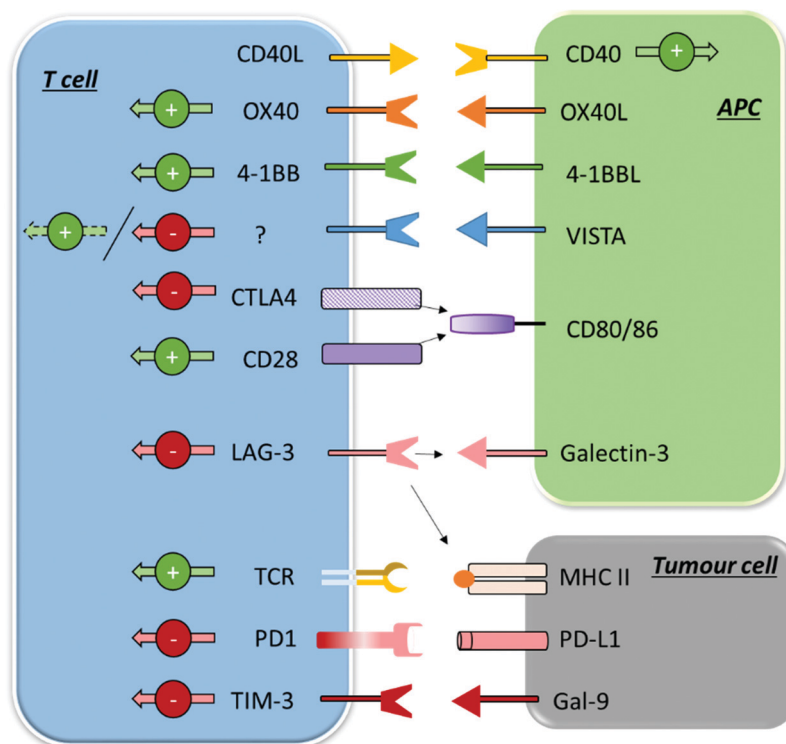 T cell
APC
CD40L CD40 +
+ OX40 OX40L
+ 4-1BB 4-1BBL
+ - ? VISTA
- CTLA4
CD80/86
+ CD28
- LAG-3 Galectin-3
Tumour cell
+ TCR MHC II
- PD1 PD-L1
- TIM-3 Gal-9